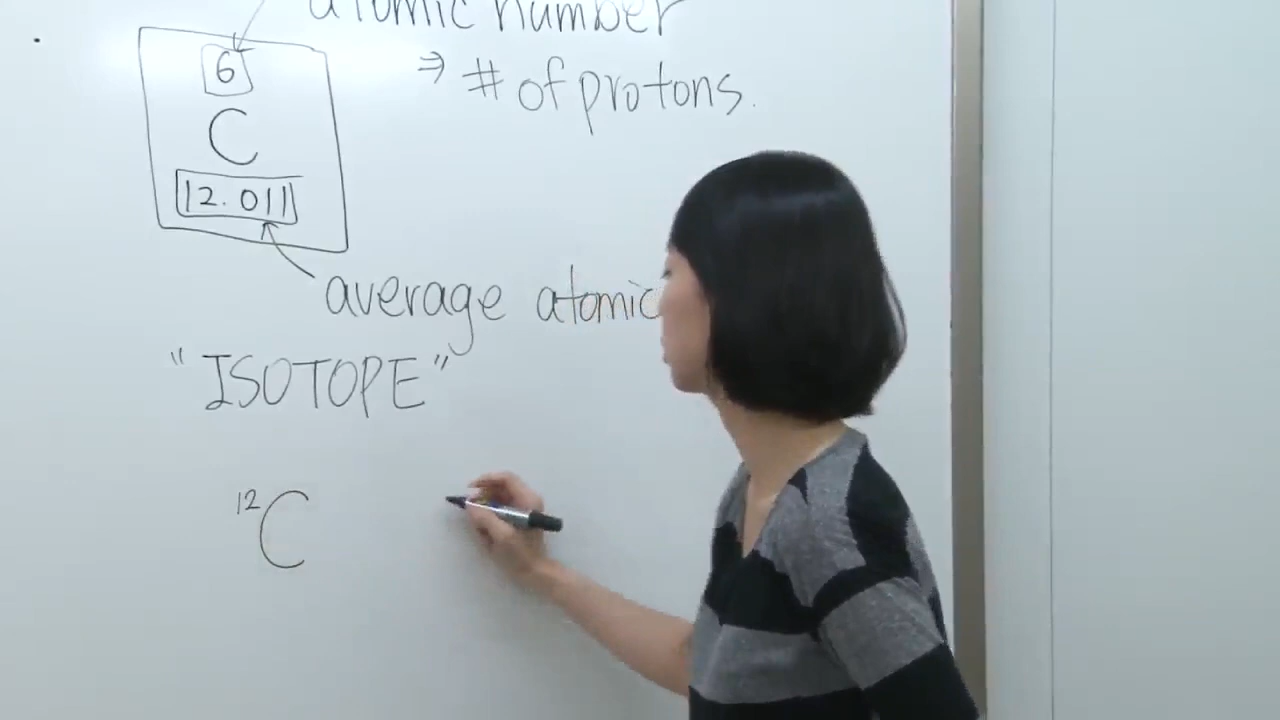 atomic number
⇒ # of protons.
6
C
12.011
average atomic
"ISOTOPE"
¹²C